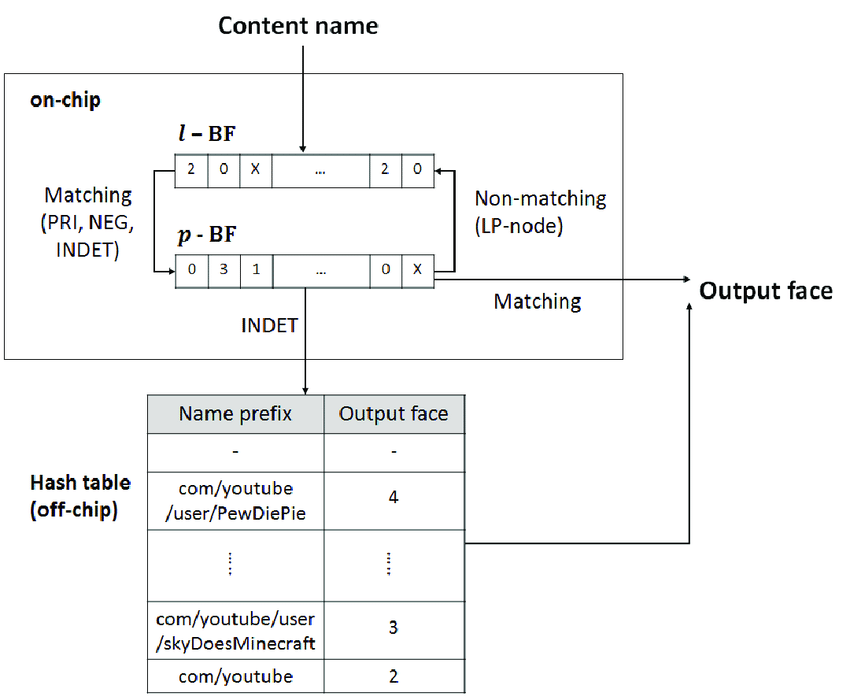 Content name
on-chip
l – BF
2 0 X ... 2 0
Matching
(PRI, NEG,
INDET)
Non-matching
(LP-node)
p - BF
0 3 1 ... 0 X
Matching
Output face
INDET
Name prefix Output face
- -
Hash table
(off-chip)
com/youtube
/user/PewDiePie
4
com/youtube/user
/skyDoesMinecraft
3
com/youtube 2